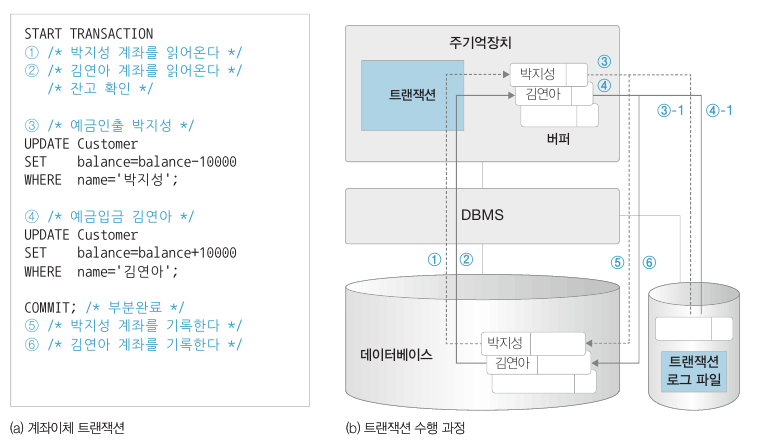 START TRANSACTION
① /* 박지성 계좌를 읽어온다 */
② /* 김연아 계좌를 읽어온다 */
/* 잔고 확인 */
③ /* 예금인출 박지성 */
UPDATE Customer
SET balance=balance-10000
WHERE name='박지성';
④ /* 예금입금 김연아 */
UPDATE Customer
SET balance=balance+10000
WHERE name='김연아';
COMMIT; /* 부분완료 */
⑤ /* 박지성 계좌를 기록한다 */
⑥ /* 김연아 계좌를 기록한다 */
(a) 계좌이체 트랜잭션
주기억장치
트랜잭션
박지성
③
김연아
④
버퍼
③-1
④-1
DBMS
①
②
⑤
⑥
데이터베이스
박지성
김연아
트랜잭션
로그 파일
(b) 트랜잭션 수행 과정